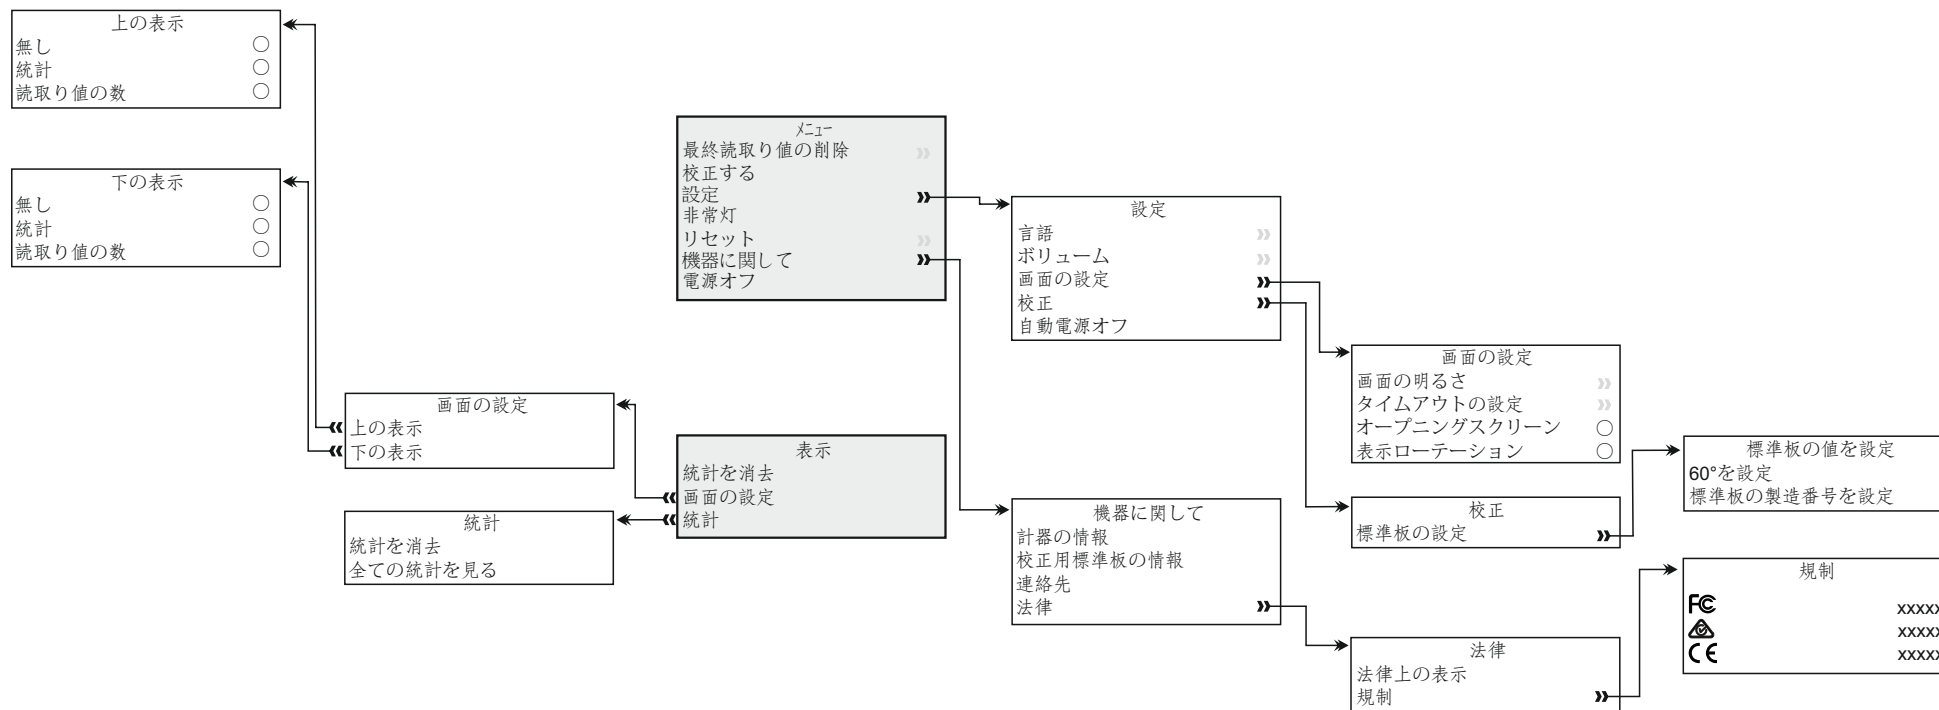 上の表示
無し
統計
読取り値の数
下の表示
無し
統計
読取り値の数
メニュー
最終読取り値の削除
校正する
設定
非常灯
リセット
機器に関して
電源オフ
設定
言語
ボリューム
画面の設定
校正
自動電源オフ
画面の設定
画面の明るさ
タイムアウトの設定
オープニングスクリーン
表示ローテーション
画面の設定
上の表示
下の表示
表示
統計を消去
画面の設定
統計
統計
統計を消去
全ての統計を見る
標準板の値を設定
60°を設定
標準板の製造番号を設定
校正
標準板の設定
機器に関して
計器の情報
校正用標準板の情報
連絡先
法律
法律
法律上の表示
規制
規制
FC xxxxx
xxxxx
CE xxxxx